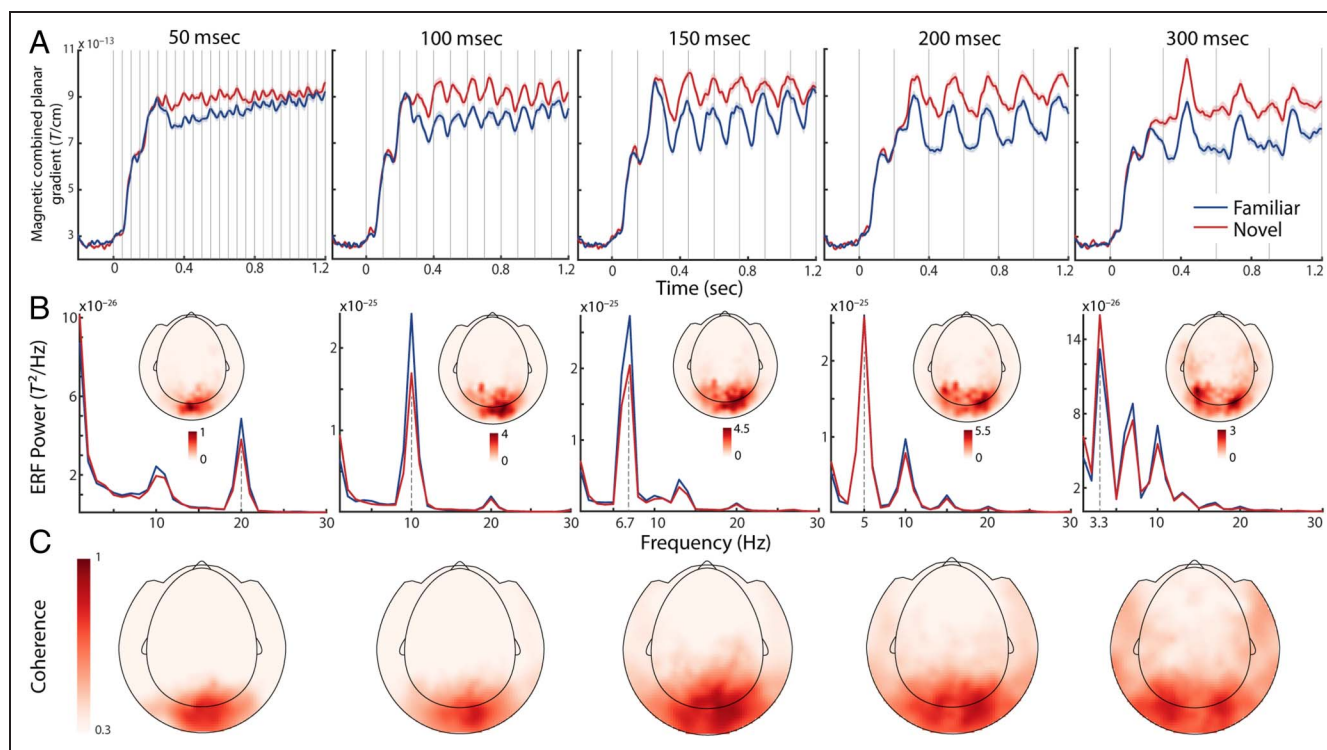 A
50 msec 100 msec 150 msec 200 msec 300 msec
Magnetic combined planar
gradient (T/cm)
x10⁻¹³
11
9
7
5
3
0 0.4 0.8 1.2 0 0.4 0.8 1.2 0 0.4 0.8 1.2 0 0.4 0.8 1.2 0 0.4 0.8 1.2
Familiar
Novel
Time (sec)
B
ERF Power (T²/Hz)
x10⁻²⁶ x10⁻²⁵ x10⁻²⁵ x10⁻²⁶
10
6
2
1
0
10 20 30
2
1
4
0
10 20 30
2
1
4.5
0
6.7 10 20 30
2
1
5.5
0
5 10 20 30
14
8
2
3
0
3.3 10 20 30
Frequency (Hz)
C
Coherence
1
0.3